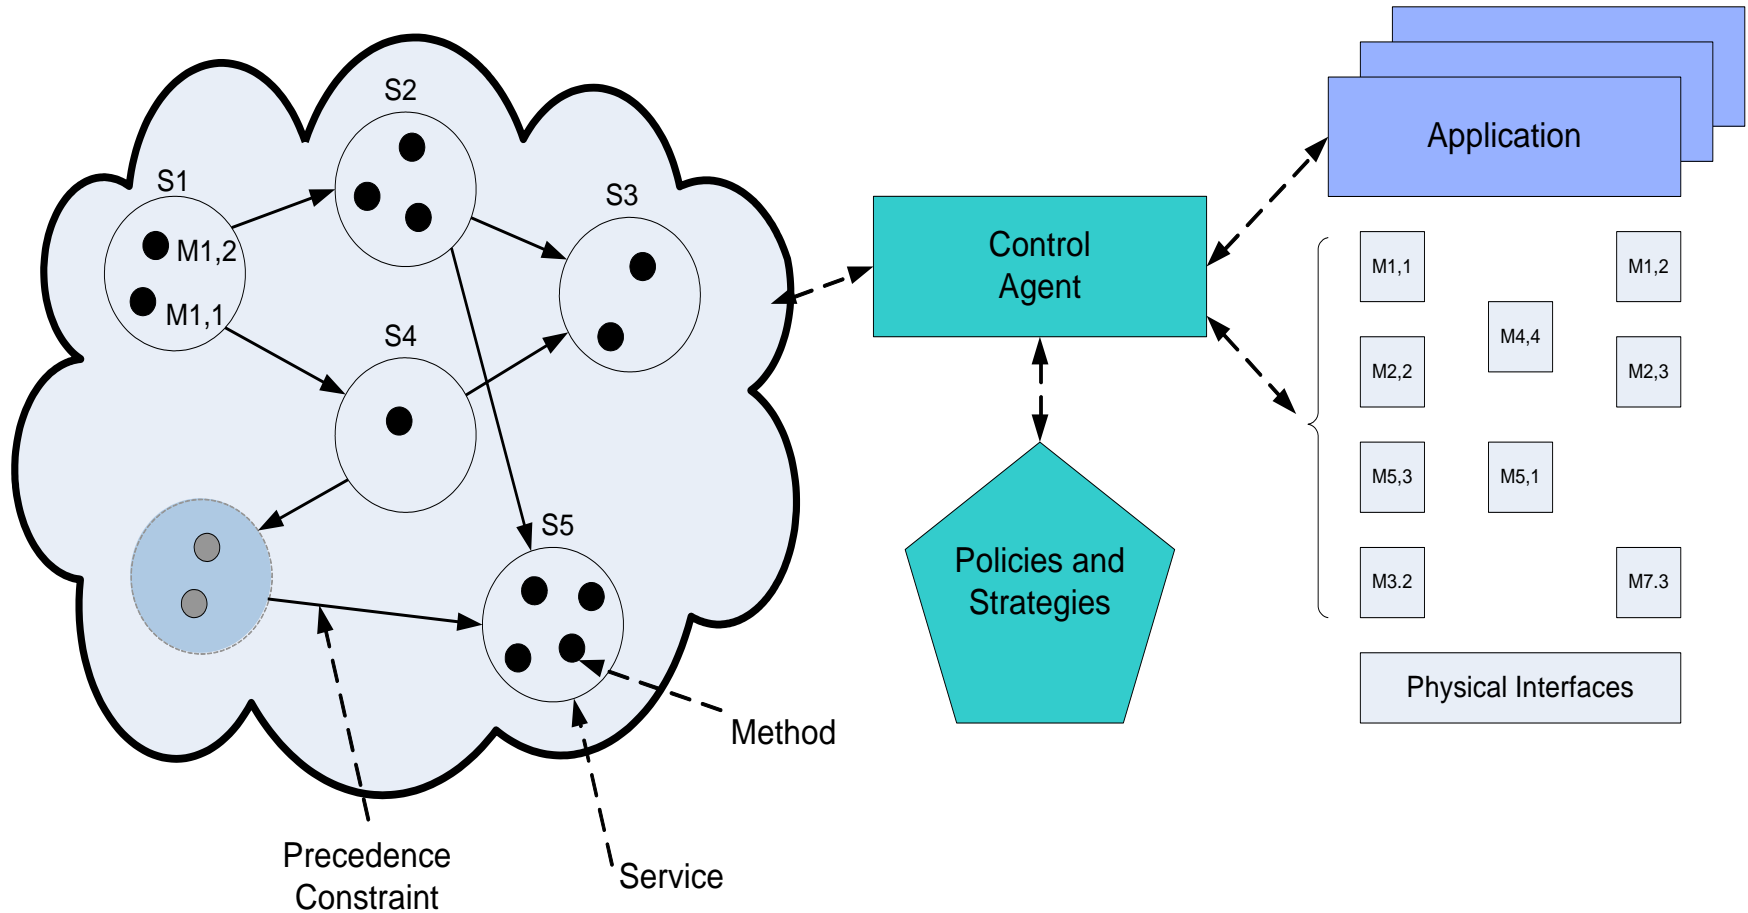 S1
M1,2
M1,1
S2
S3
S4
S5
Method
Service
Precedence
Constraint
Control
Agent
Policies and
Strategies
Application
M1,1
M1,2
M4,4
M2,2
M2,3
M5,3
M5,1
M3.2
M7.3
Physical Interfaces